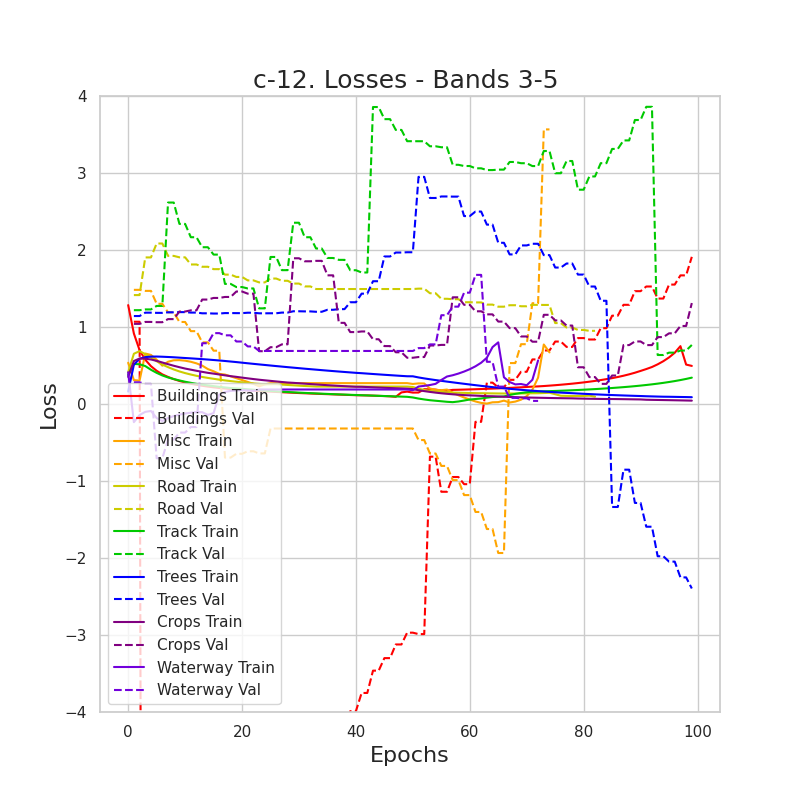 c-12. Losses - Bands 3-5
4
3
2
1
0
−1
−2
−3
−4
Loss
Buildings Train
Buildings Val
Misc Train
Misc Val
Road Train
Road Val
Track Train
Track Val
Trees Train
Trees Val
Crops Train
Crops Val
Waterway Train
Waterway Val
0 20 40 60 80 100
Epochs